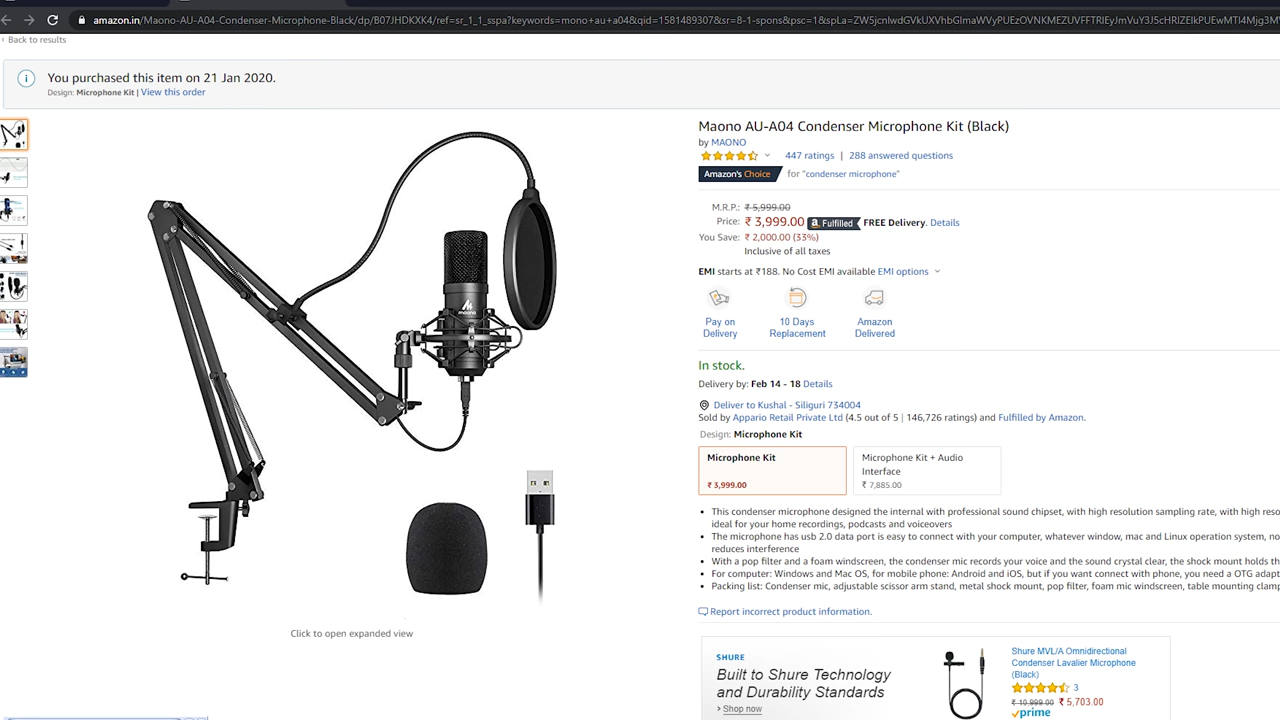 amazon.in/Maono-AU-A04-Condenser-Microphone-Black/dp/B07JHDKXK4/ref=sr_1_1_sspa?keywords=mono+au+a04&qid=1581489307&sr=8-1-spons&psc=1&spLa=
‹ Back to results
i You purchased this item on 21 Jan 2020.
Design: Microphone Kit | View this order
Maono AU-A04 Condenser Microphone Kit (Black)
by MAONO
447 ratings | 288 answered questions
Amazon's Choice for "condenser microphone"
M.R.P.: ₹ 5,999.00
Price: ₹ 3,999.00 a Fulfilled FREE Delivery. Details
You Save: ₹ 2,000.00 (33%)
Inclusive of all taxes
EMI starts at ₹188. No Cost EMI available EMI options
Pay on Delivery
10 Days Replacement
Amazon Delivered
In stock.
Delivery by: Feb 14 - 18 Details
Deliver to Kushal - Siliguri 734004
Sold by Appario Retail Private Ltd (4.5 out of 5 | 146,726 ratings) and Fulfilled by Amazon.
Design: Microphone Kit
Microphone Kit
₹ 3,999.00
Microphone Kit + Audio
Interface
₹ 7,885.00
• This condenser microphone designed the internal with professional sound chipset, with high resolution sampling rate, with high
ideal for your home recordings, podcasts and voiceovers
• The microphone has usb 2.0 data port is easy to connect with your computer, whatever window, mac and Linux operation system,
reduces interference
• With a pop filter and a foam windscreen, the condenser mic records your voice and the sound crystal clear, the shock mount holds
• For computer: Windows and Mac OS, for mobile phone: Android and iOS, but if you want connect with phone, you need a OTG
• Packing list: Condenser mic, adjustable scissor arm stand, metal shock mount, pop filter, foam mic windscreen, table mounting
Report incorrect product information.
maono
Click to open expanded view
SHURE
Built to Shure Technology
and Durability Standards
› Shop now
Shure MVL/A Omnidirectional
Condenser Lavalier Microphone
(Black)
3
₹ 10,999.00 ₹ 5,703.00
prime